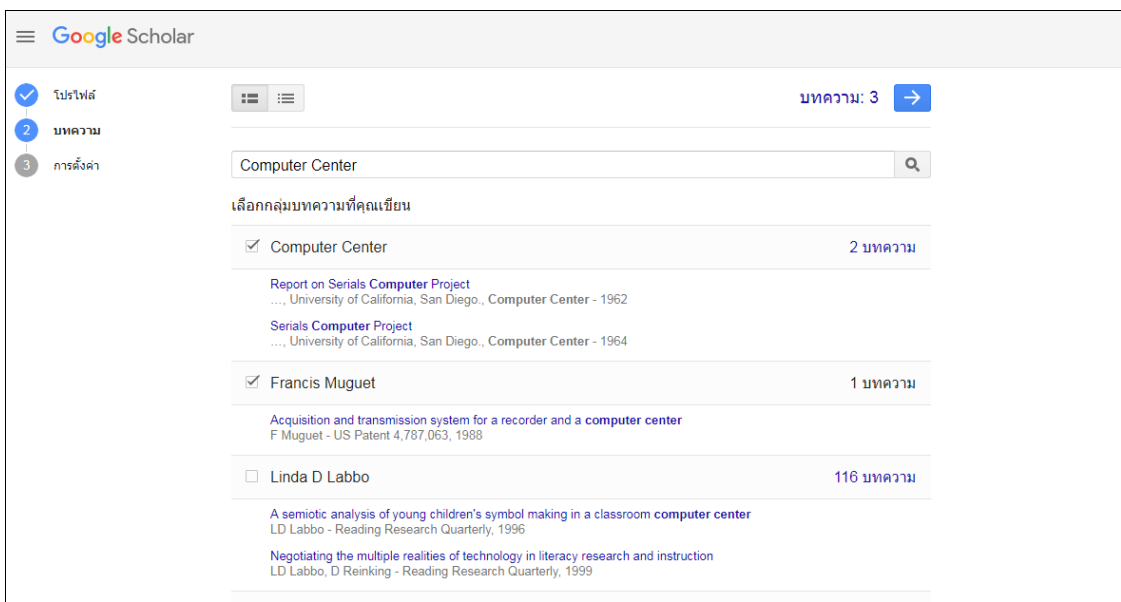 Google Scholar
โปรไฟล์
2 บทความ
3 การตั้งค่า
บทความ: 3
Computer Center
เลือกกลุ่มบทความที่คุณเขียน
Computer Center 2 บทความ
Report on Serials Computer Project
…, University of California, San Diego., Computer Center - 1962
Serials Computer Project
…, University of California, San Diego., Computer Center - 1964
Francis Muguet 1 บทความ
Acquisition and transmission system for a recorder and a computer center
F Muguet - US Patent 4,787,063, 1988
Linda D Labbo 116 บทความ
A semiotic analysis of young children's symbol making in a classroom computer center
LD Labbo - Reading Research Quarterly, 1996
Negotiating the multiple realities of technology in literacy research and instruction
LD Labbo, D Reinking - Reading Research Quarterly, 1999